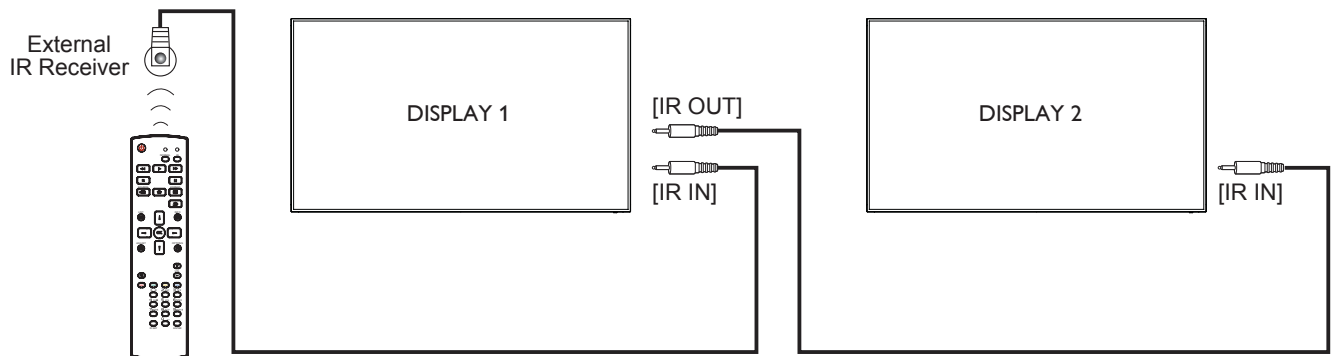 External
IR Receiver
DISPLAY 1
[IR OUT]
[IR IN]
DISPLAY 2
[IR IN]